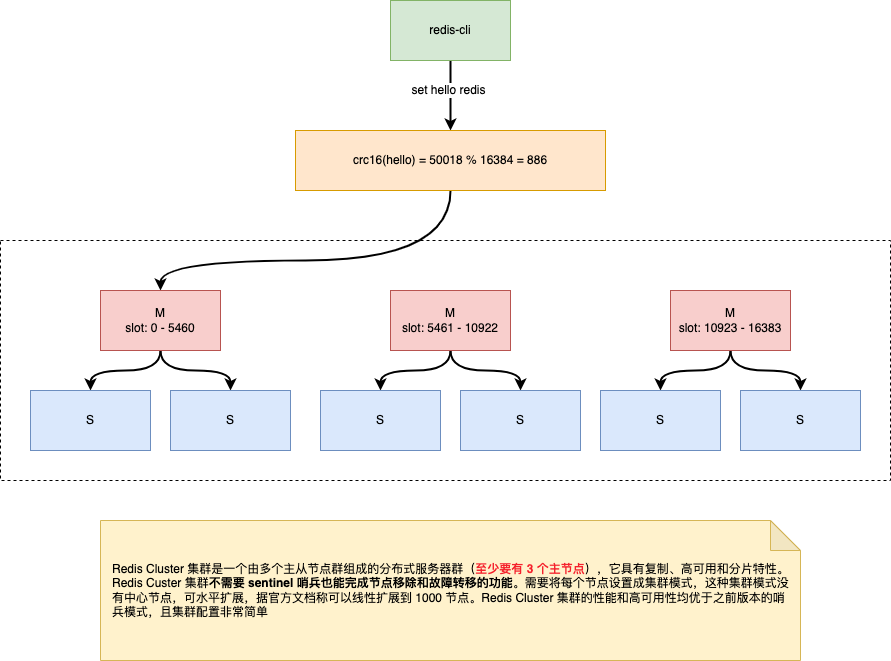 redis-cli
set hello redis
crc16(hello) = 50018 % 16384 = 886
M
slot: 0 - 5460
M
slot: 5461 - 10922
M
slot: 10923 - 16383
S
S
S
S
S
S
Redis Cluster 集群是一个由多个主从节点群组成的分布式服务器群（至少要有 3 个主节点），它具有复制、高可用和分片特性。
Redis Custer 集群不需要 sentinel 哨兵也能完成节点移除和故障转移的功能。需要将每个节点设置成集群模式，这种集群模式没
有中心节点，可水平扩展，据官方文档称可以线性扩展到 1000 节点。Redis Cluster 集群的性能和高可用性均优于之前版本的哨
兵模式，且集群配置非常简单